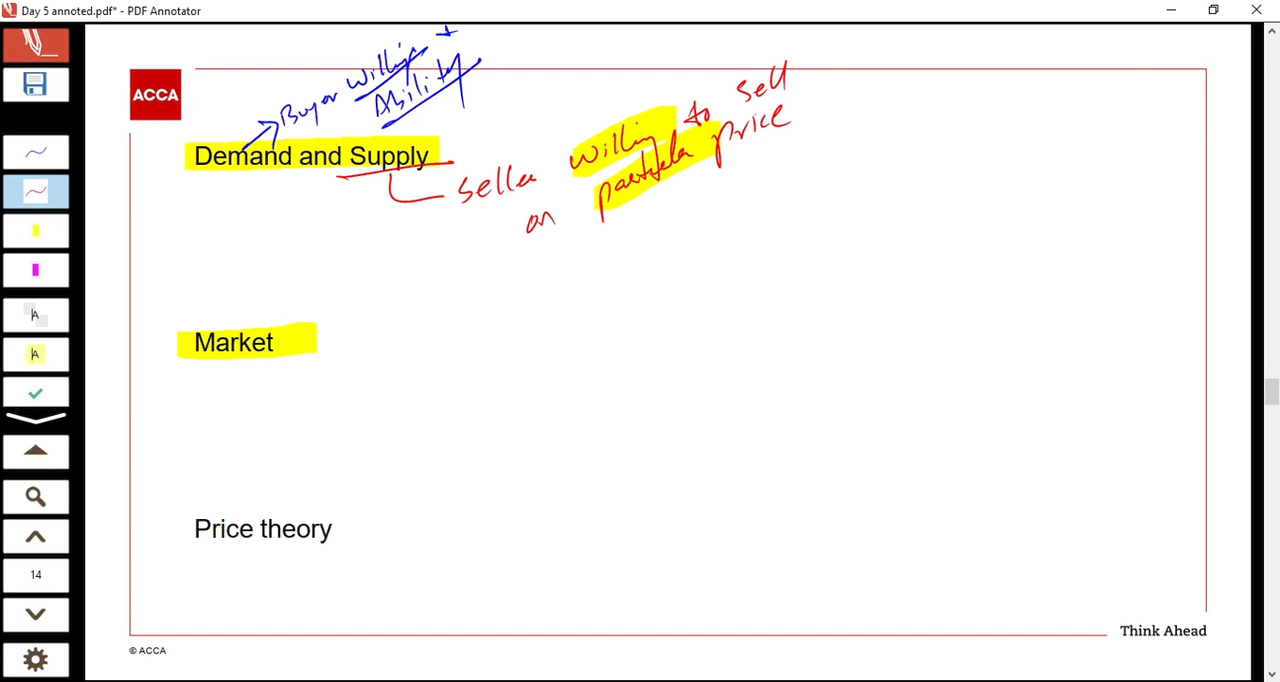 Day 5 annoted.pdf* - PDF Annotator
ACCA
Buyer Willing +
Ability
Demand and Supply
Seller willing to sell
on particular price
Market
Price theory
14
Think Ahead
© ACCA